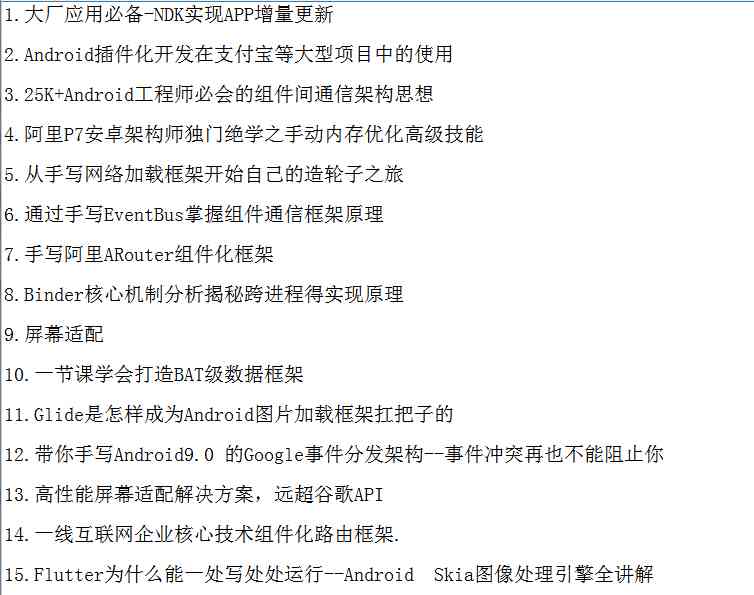 1.大厂应用必备-NDK实现APP增量更新
2.Android插件化开发在支付宝等大型项目中的使用
3.25K+Android工程师必会的组件间通信架构思想
4.阿里P7安卓架构师独门绝学之手动内存优化高级技能
5.从手写网络加载框架开始自己的造轮子之旅
6.通过手写EventBus掌握组件通信框架原理
7.手写阿里ARouter组件化框架
8.Binder核心机制分析揭秘跨进程得实现原理
9.屏幕适配
10.一节课学会打造BAT级数据框架
11.Glide是怎样成为Android图片加载框架扛把子的
12.带你手写Android9.0 的Google事件分发架构--事件冲突再也不能阻止你
13.高性能屏幕适配解决方案，远超谷歌API
14.一线互联网企业核心技术组件化路由框架.
15.Flutter为什么能一处写处处运行--Android  Skia图像处理引擎全讲解